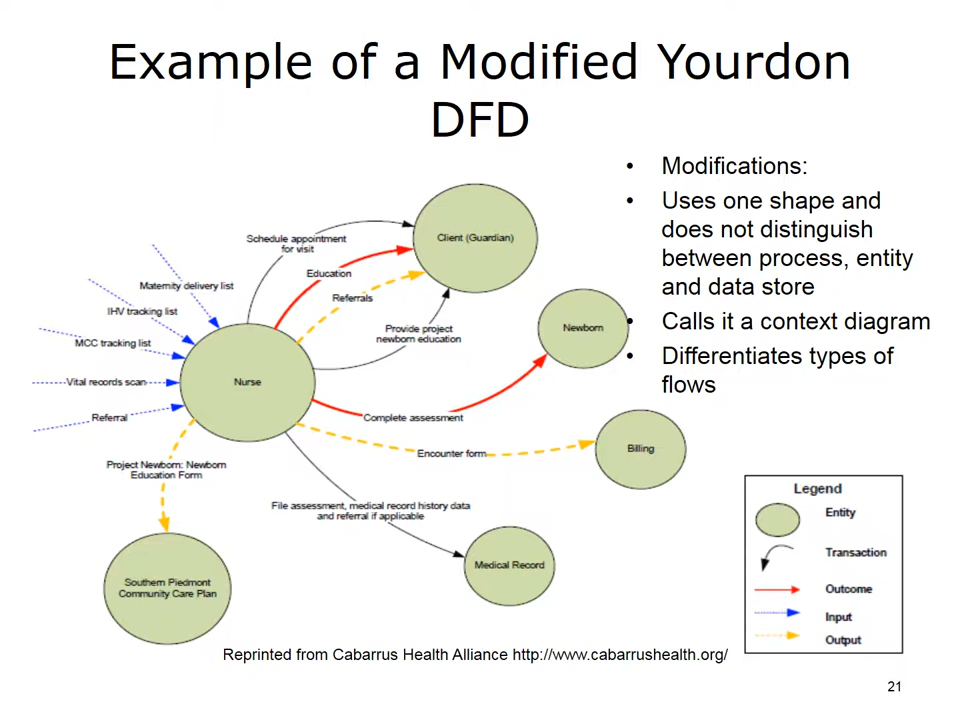 Example of a Modified Yourdon
DFD
• Modifications:
• Uses one shape and
does not distinguish
between process, entity
and data store
• Calls it a context diagram
• Differentiates types of
flows
Client (Guardian)
Schedule appointment
for visit
Education
Referrals
Maternity delivery list
IHV tracking list
MCC tracking list
Vital records scan
Referral
Nurse
Provide project
newborn education
Newborn
Complete assessment
Encounter form
Billing
Project Newborn: Newborn
Education Form
File assessment, medical record history data
and referral if applicable
Medical Record
Southern Piedmont
Community Care Plan
Legend
Entity
Transaction
Outcome
Input
Output
Reprinted from Cabarrus Health Alliance http://www.cabarrushealth.org/
21